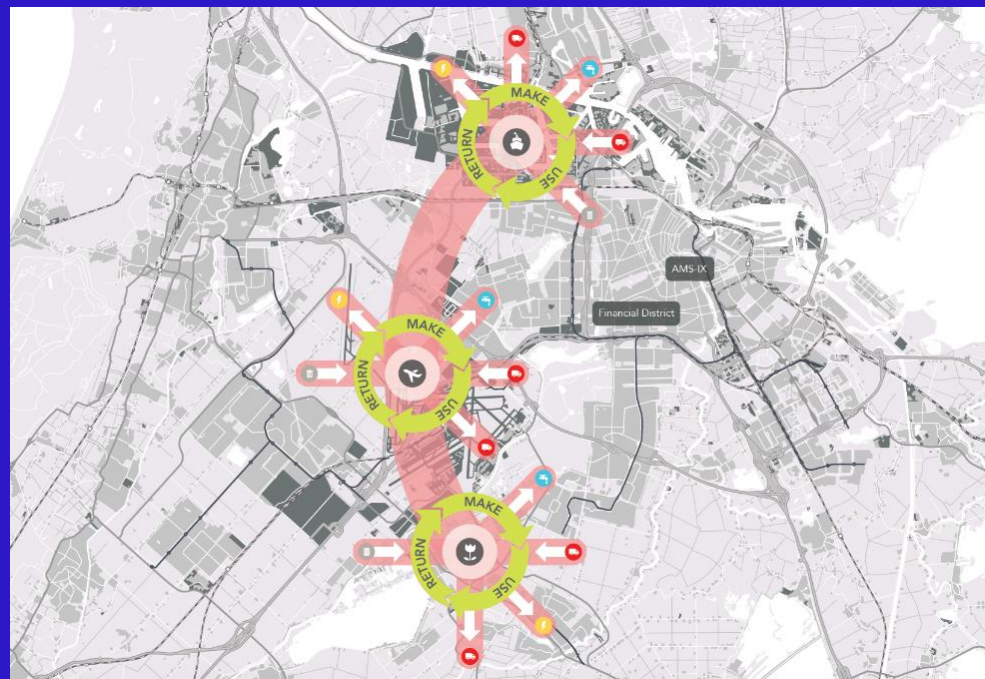 MAKE
USE
RETURN
AMS-IX
Financial District
MAKE
USE
RETURN
MAKE
USE
RETURN